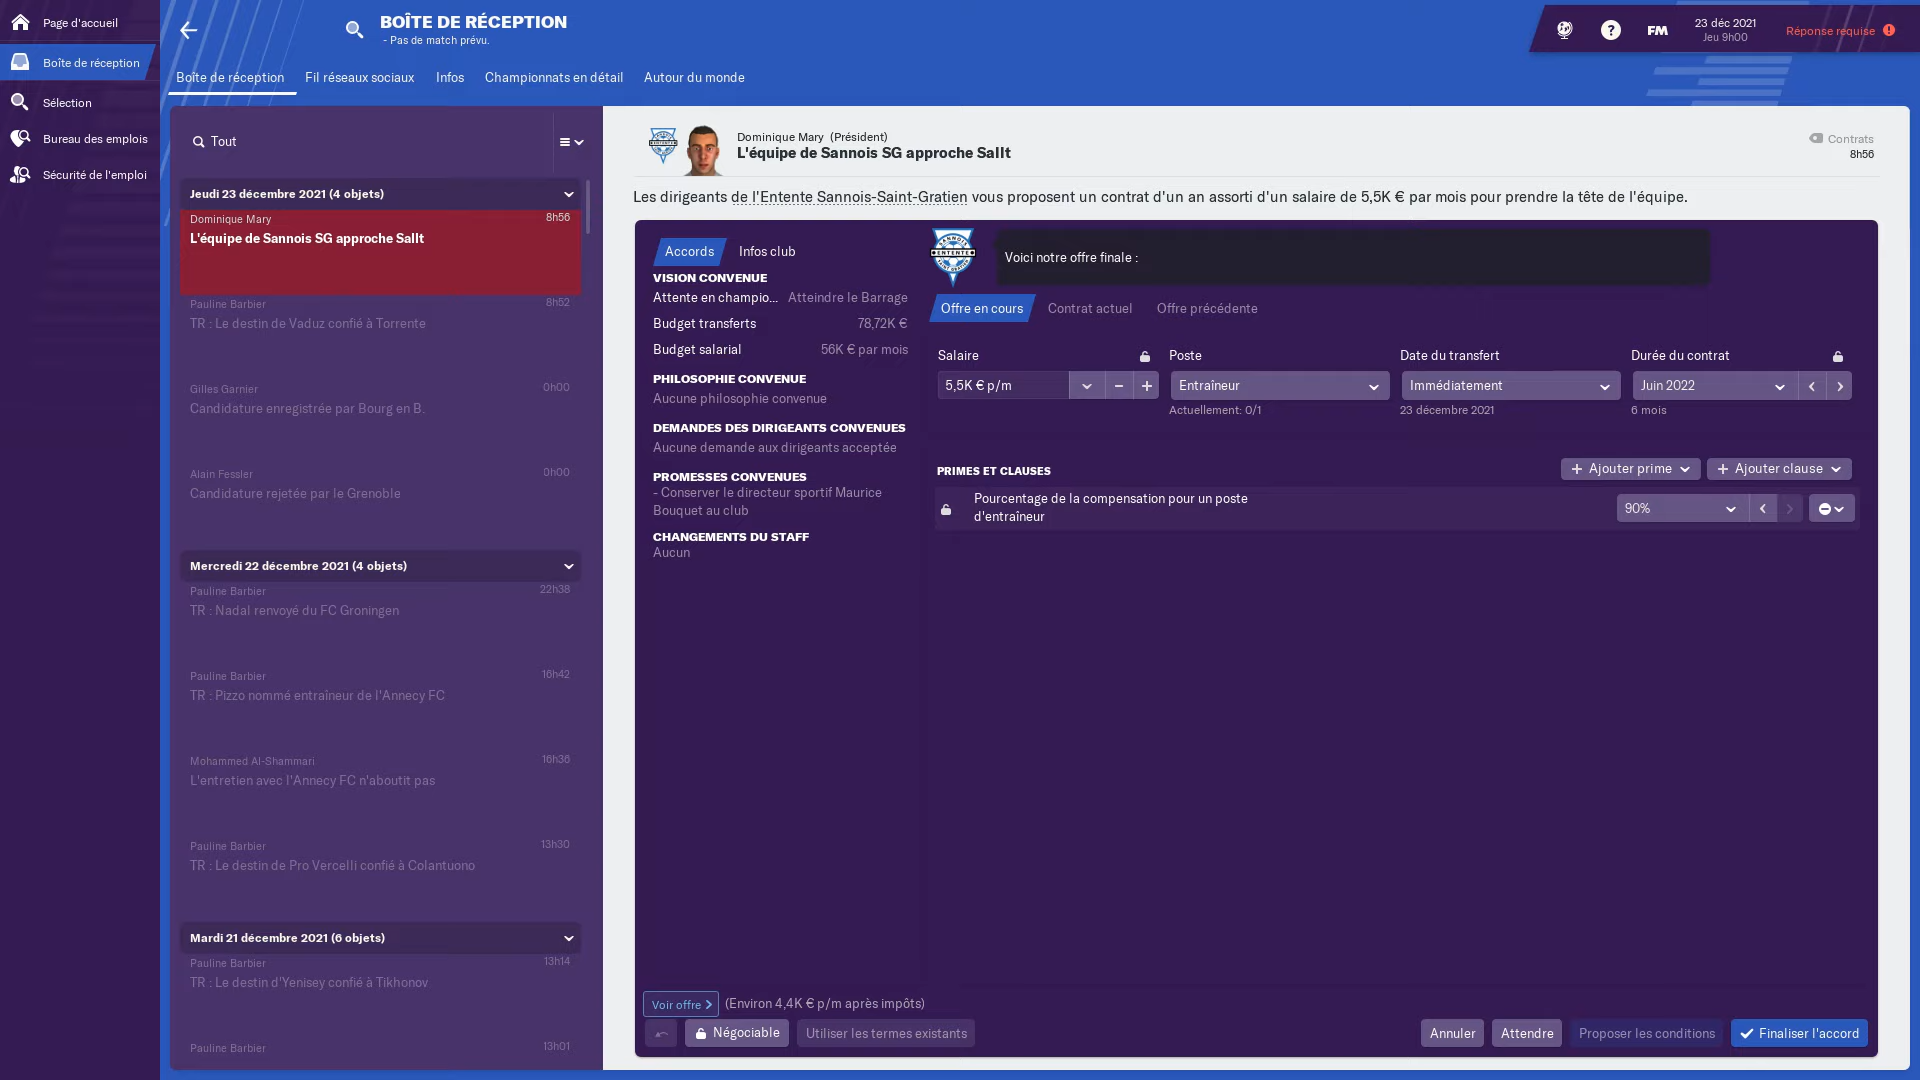 Page d'accueil
Boîte de réception
Sélection
Bureau des emplois
Sécurité de l'emploi
BOÎTE DE RÉCEPTION
- Pas de match prévu.
FM
23 déc 2021
Jeu 9h00
Réponse requise
Boîte de réception
Fil réseaux sociaux
Infos
Championnats en détail
Autour du monde
Tout
Jeudi 23 décembre 2021 (4 objets)
Dominique Mary 8h56
L'équipe de Sannois SG approche Sallt
Pauline Barbier 8h52
TR : Le destin de Vaduz confié à Torrente
Gilles Garnier 0h00
Candidature enregistrée par Bourg en B.
Alain Fessler 0h00
Candidature rejetée par le Grenoble
Mercredi 22 décembre 2021 (4 objets)
Pauline Barbier 22h38
TR : Nadal renvoyé du FC Groningen
Pauline Barbier 16h42
TR : Pizzo nommé entraîneur de l'Annecy FC
Mohammed Al-Shammari 16h36
L'entretien avec l'Annecy FC n'aboutit pas
Pauline Barbier 13h30
TR : Le destin de Pro Vercelli confié à Colantuono
Mardi 21 décembre 2021 (6 objets)
Pauline Barbier 13h14
TR : Le destin d'Yenisey confié à Tikhonov
Pauline Barbier 13h01
Dominique Mary (Président)
L'équipe de Sannois SG approche Sallt
Contrats
8h56
Les dirigeants de l'Entente Sannois-Saint-Gratien vous proposent un contrat d'un an assorti d'un salaire de 5,5K € par mois pour prendre la tête de l'équipe.
Accords
Infos club
VISION CONVENUE
Attente en champio... Atteindre le Barrage
Budget transferts 78,72K €
Budget salarial 56K € par mois
PHILOSOPHIE CONVENUE
Aucune philosophie convenue
DEMANDES DES DIRIGEANTS CONVENUES
Aucune demande aux dirigeants acceptée
PROMESSES CONVENUES
- Conserver le directeur sportif Maurice
Bouquet au club
CHANGEMENTS DU STAFF
Aucun
SANNOIS
ENTENTE
Voici notre offre finale :
Offre en cours
Contrat actuel
Offre précédente
Salaire
5,5K € p/m
Poste
Entraîneur
Actuellement: 0/1
Date du transfert
Immédiatement
23 décembre 2021
Durée du contrat
Juin 2022
6 mois
PRIMES ET CLAUSES
Ajouter prime
Ajouter clause
Pourcentage de la compensation pour un poste
d'entraîneur
90%
Voir offre
(Environ 4,4K € p/m après impôts)
Négociable
Utiliser les termes existants
Annuler
Attendre
Proposer les conditions
Finaliser l'accord